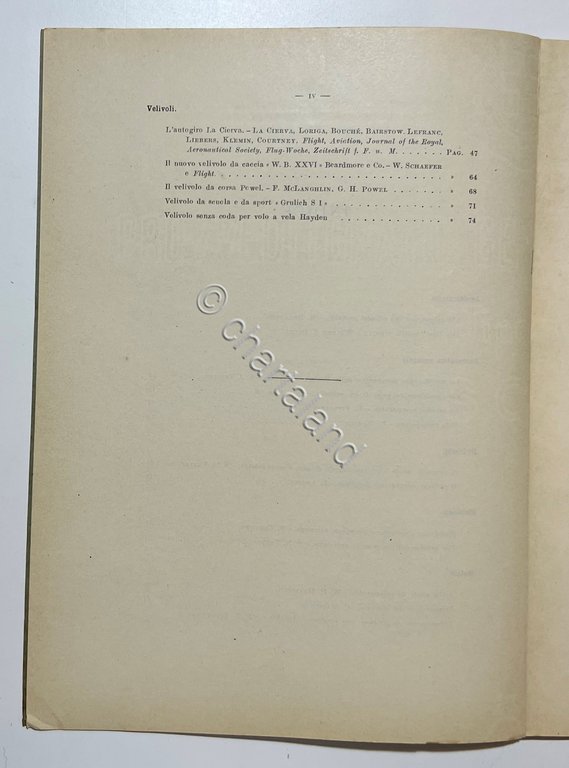 — IV —
Velivoli.
L'autogiro La Cierva. - LA CIERVA, LORIGA, BOUCHÉ, BAIRSTOW, LEFRANC,
LIEBERS, KLEMIN, COURTNEY. Flight, Aviation, Journal of the Royal,
Aeronautical Society, Flug-Woche, Zeitschrift f. F. u. M. . . . . . . . PAG. 47
Il nuovo velivolo da caccia « W. B. XXVI » Beardmore e Co. - W. SCHAEFER
e Flight. . . . . . . . . . . . . . . . . . . . . . . . . . . . . . » 64
Il velivolo da corsa Powel. - F. MCLANGHLIN, G. H. POWEL . . . . . . . . » 68
Velivolo da scuola e da sport « Grulich S I » . . . . . . . . . . . . . . . » 71
Velivolo senza coda per volo a vela Hayden . . . . . . . . . . . . . . » 74
© chartaland